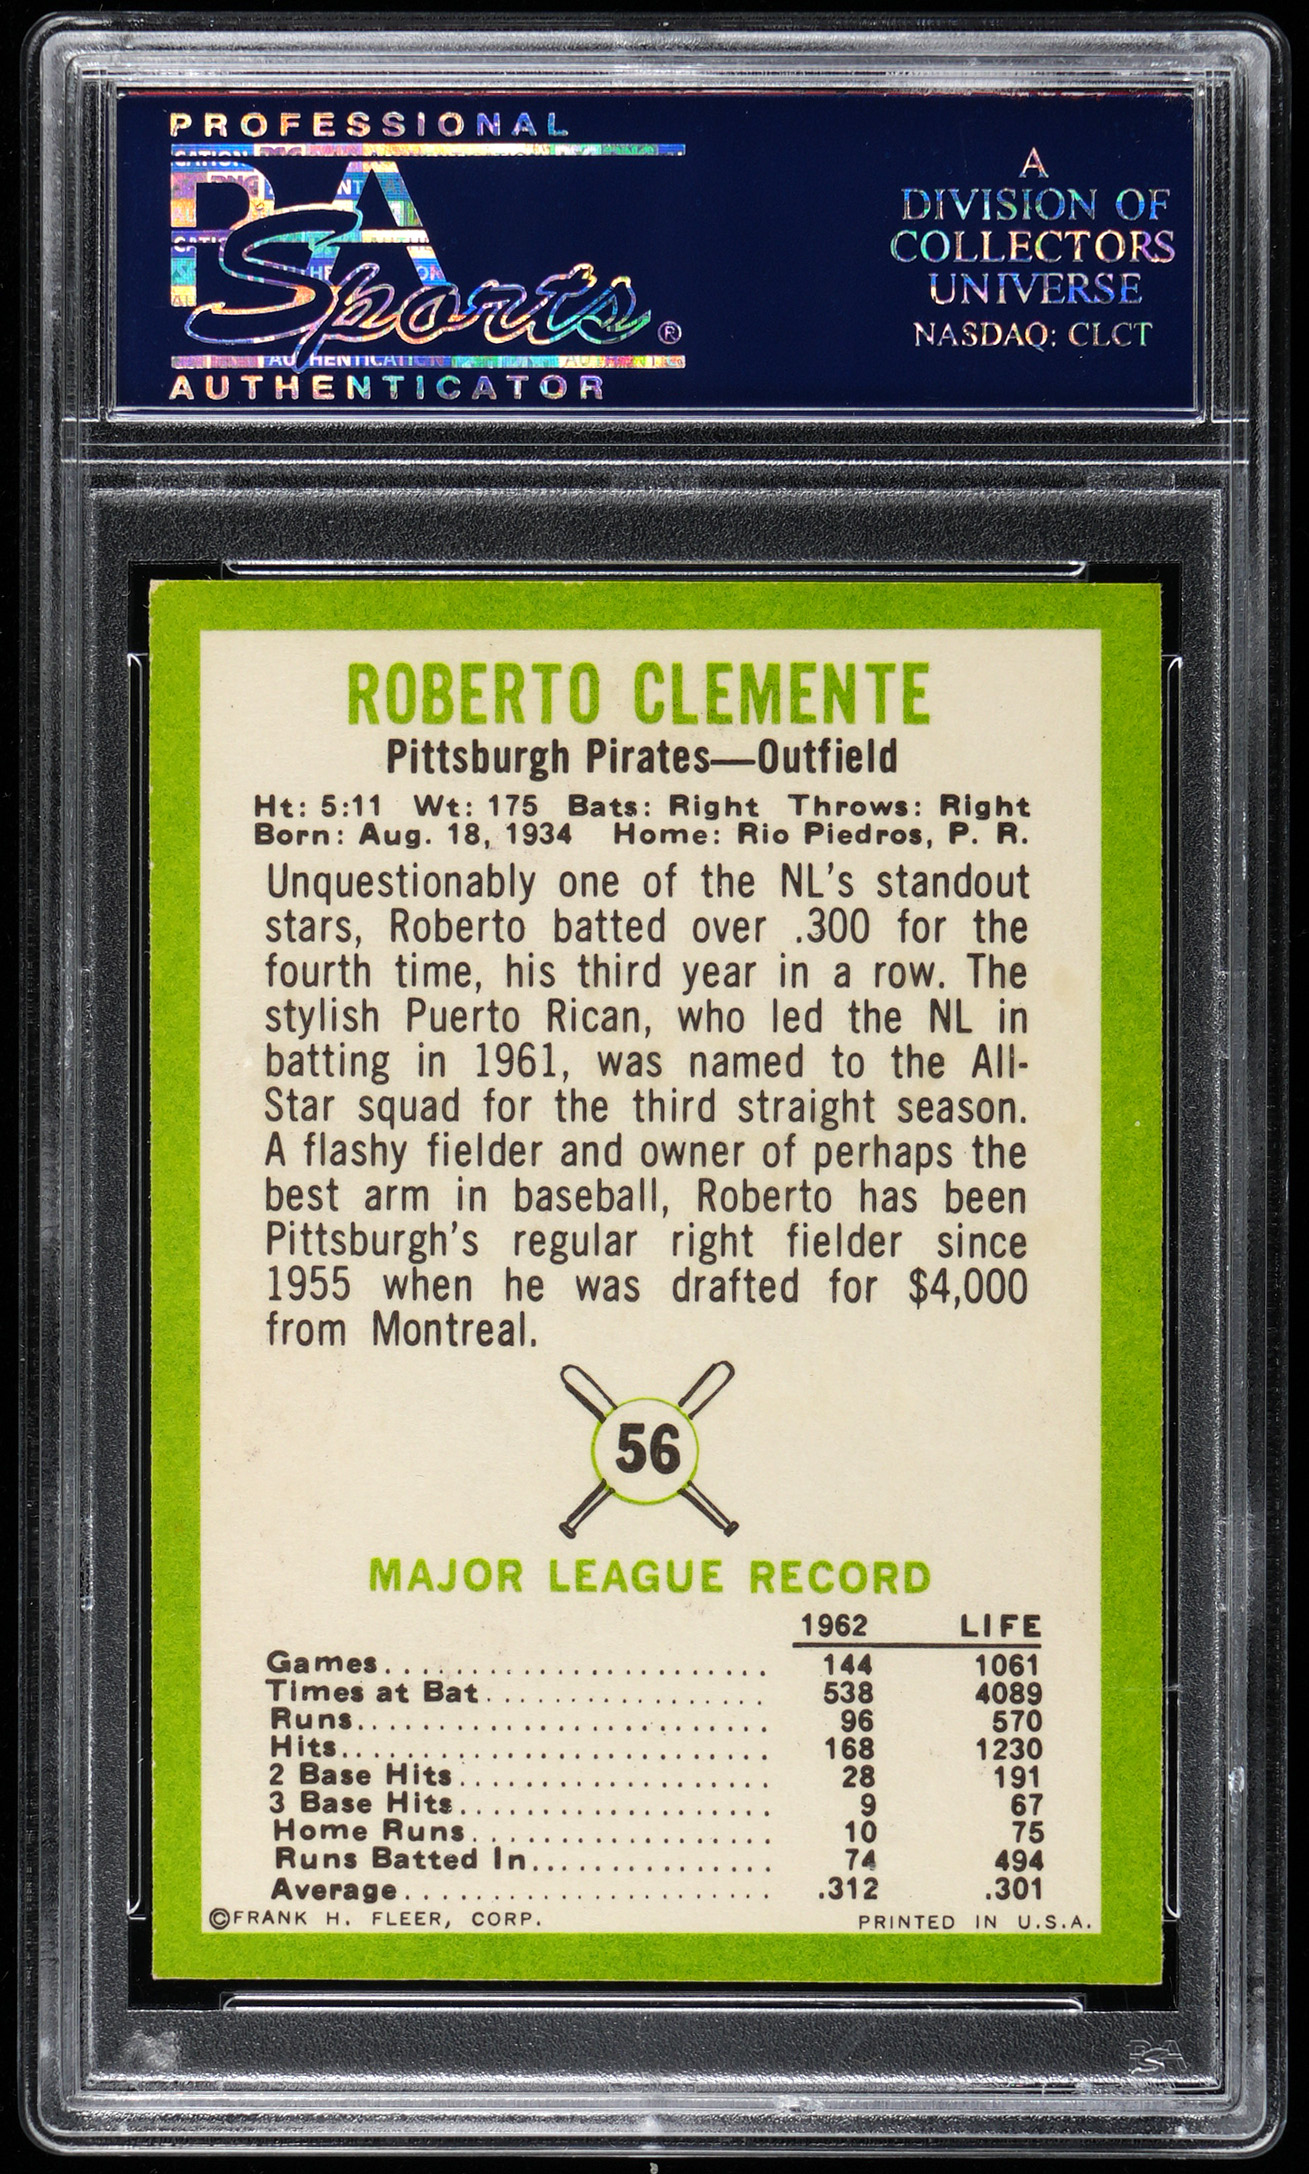 PROFESSIONAL
PSA
Sports®
AUTHENTICATOR
A
DIVISION OF
COLLECTORS
UNIVERSE
NASDAQ: CLCT
ROBERTO CLEMENTE
Pittsburgh Pirates—Outfield
Ht: 5:11 Wt: 175 Bats: Right Throws: Right
Born: Aug. 18, 1934 Home: Rio Piedros, P. R.
Unquestionably one of the NL's standout
stars, Roberto batted over .300 for the
fourth time, his third year in a row. The
stylish Puerto Rican, who led the NL in
batting in 1961, was named to the All-
Star squad for the third straight season.
A flashy fielder and owner of perhaps the
best arm in baseball, Roberto has been
Pittsburgh's regular right fielder since
1955 when he was drafted for $4,000
from Montreal.
56
MAJOR LEAGUE RECORD
1962 LIFE
Games 144 1061
Times at Bat 538 4089
Runs 96 570
Hits 168 1230
2 Base Hits 28 191
3 Base Hits 9 67
Home Runs 10 75
Runs Batted In 74 494
Average .312 .301
©FRANK H. FLEER, CORP. PRINTED IN U.S.A.
PSA